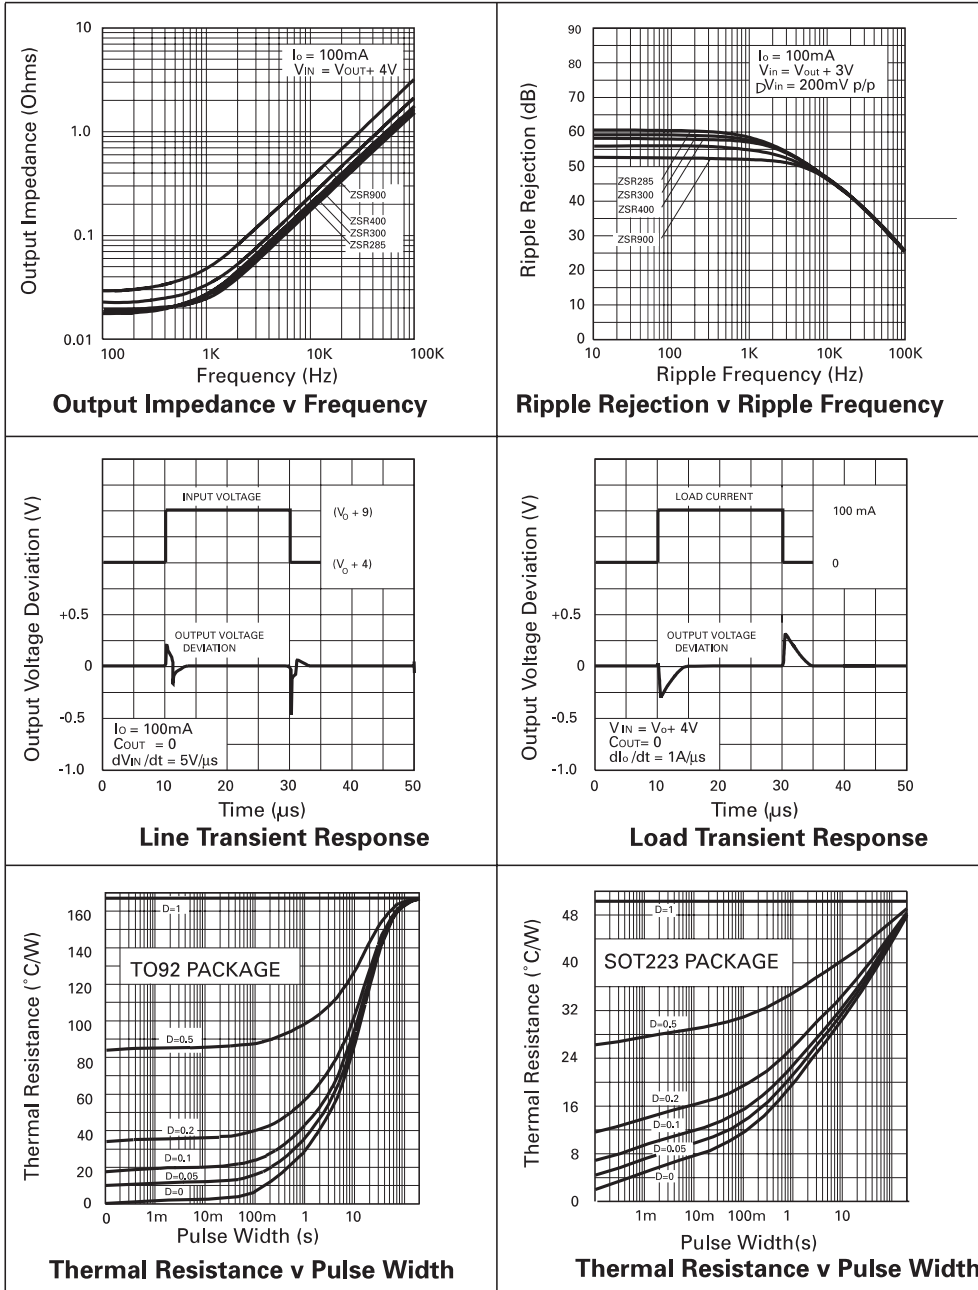 10
1.0
0.1
0.01
Output Impedance (Ohms)
Io = 100mA
VIN = VOUT+ 4V
ZSR900
ZSR400
ZSR300
ZSR285
100 1K 10K 100K
Frequency (Hz)
Output Impedance v Frequency
90
80
70
60
50
40
30
20
10
0
Ripple Rejection (dB)
Io = 100mA
Vin = Vout + 3V
DVin = 200mV p/p
ZSR285
ZSR300
ZSR400
ZSR900
10 100 1K 10K 100K
Ripple Frequency (Hz)
Ripple Rejection v Ripple Frequency
Output Voltage Deviation (V)
INPUT VOLTAGE
(VO + 9)
(VO + 4)
+0.5
0
-0.5
-1.0
OUTPUT VOLTAGE
DEVIATION
Io = 100mA
COUT = 0
dVIN/dt = 5V/µs
0 10 20 30 40 50
Time (µs)
Line Transient Response
Output Voltage Deviation (V)
LOAD CURRENT
100 mA
0
+0.5
0
-0.5
-1.0
OUTPUT VOLTAGE
DEVIATION
VIN = Vo+ 4V
COUT= 0
dIo/dt = 1A/µs
0 10 20 30 40 50
Time (µs)
Load Transient Response
Thermal Resistance (°C/W)
160
140
120
100
80
60
40
20
0
D=1
TO92 PACKAGE
D=0.5
D=0.2
D=0.1
D=0.05
D=0
0 1m 10m 100m 1 10
Pulse Width (s)
Thermal Resistance v Pulse Width
Thermal Resistance (°C/W)
48
40
32
24
16
8
0
D=1
SOT223 PACKAGE
D=0.5
D=0.2
D=0.1
D=0.05
D=0
1m 10m 100m 1 10
Pulse Width(s)
Thermal Resistance v Pulse Width